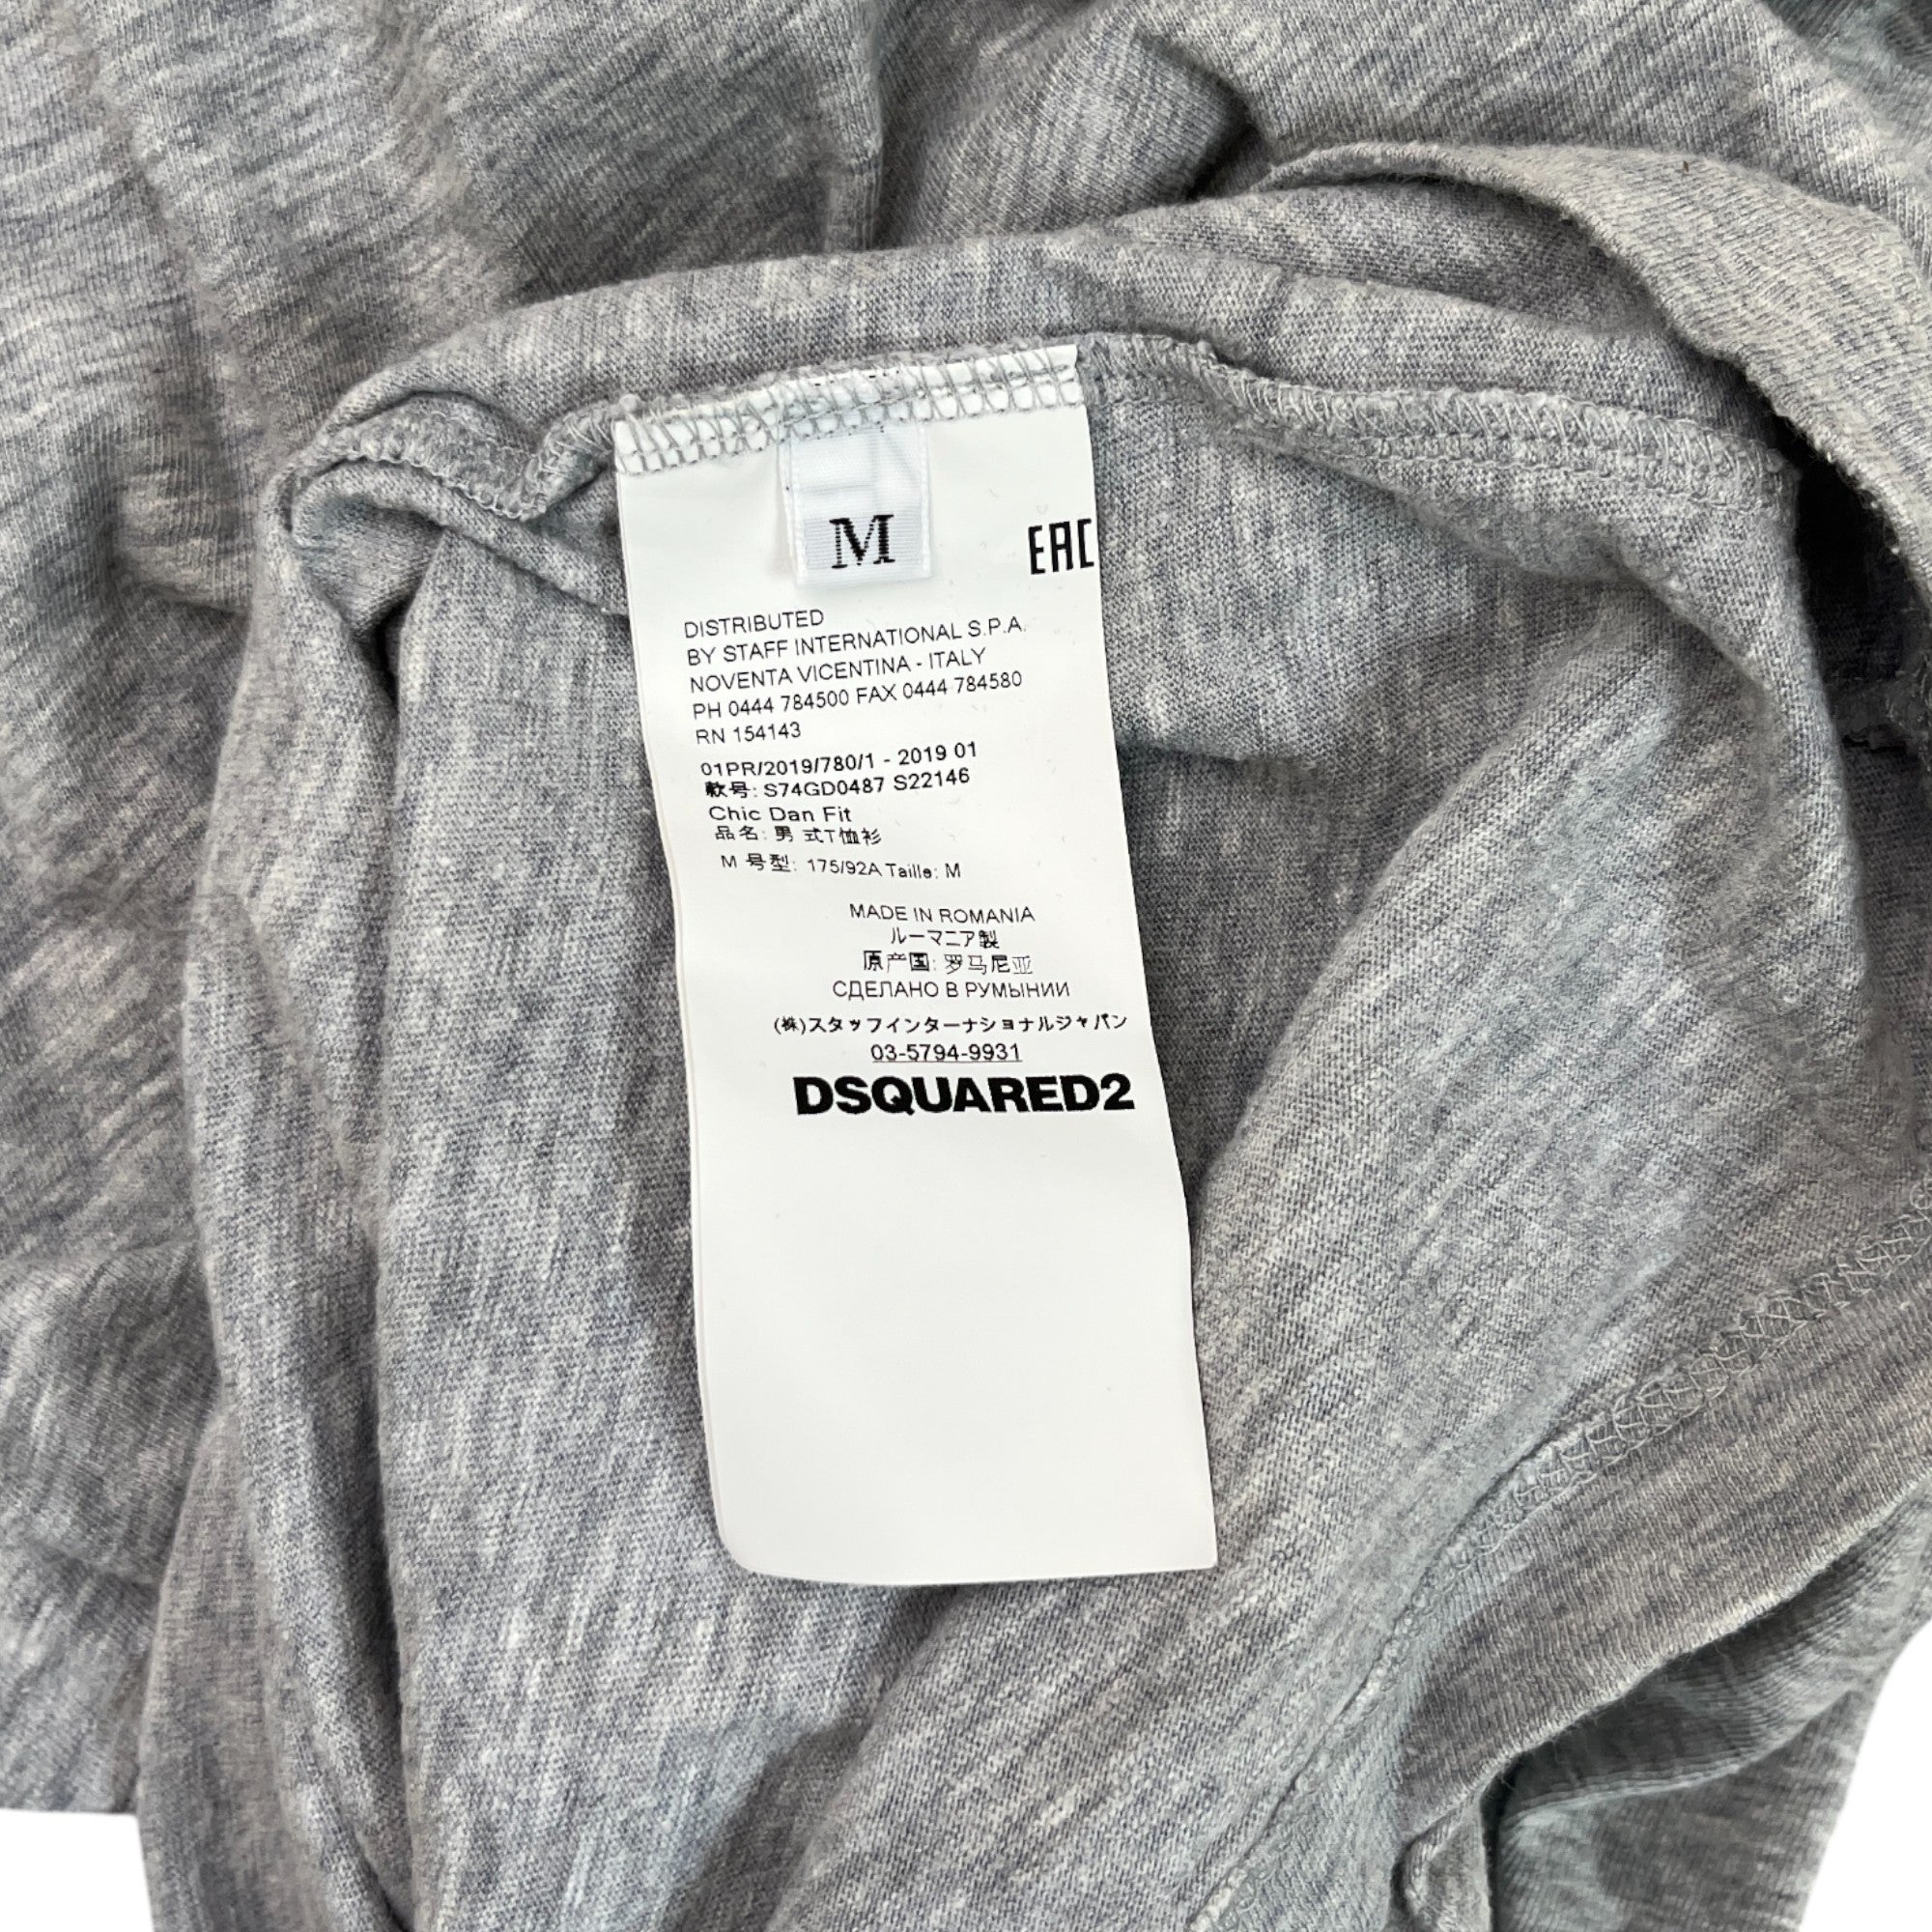 M
EAC
DISTRIBUTED
BY STAFF INTERNATIONAL S.P.A.
NOVENTA VICENTINA - ITALY
PH 0444 784500 FAX 0444 784580
RN 154143
01PR/2019/780/1 - 2019 01
款号: S74GD0487 S22146
Chic Dan Fit
品名: 男 式T恤衫
M 号型: 175/92A Taille: M
MADE IN ROMANIA
ルーマニア製
原产国: 罗马尼亚
СДЕЛАНО В РУМЫНИИ
(株)スタッフインターナショナルジャパン
03-5794-9931
DSQUARED2